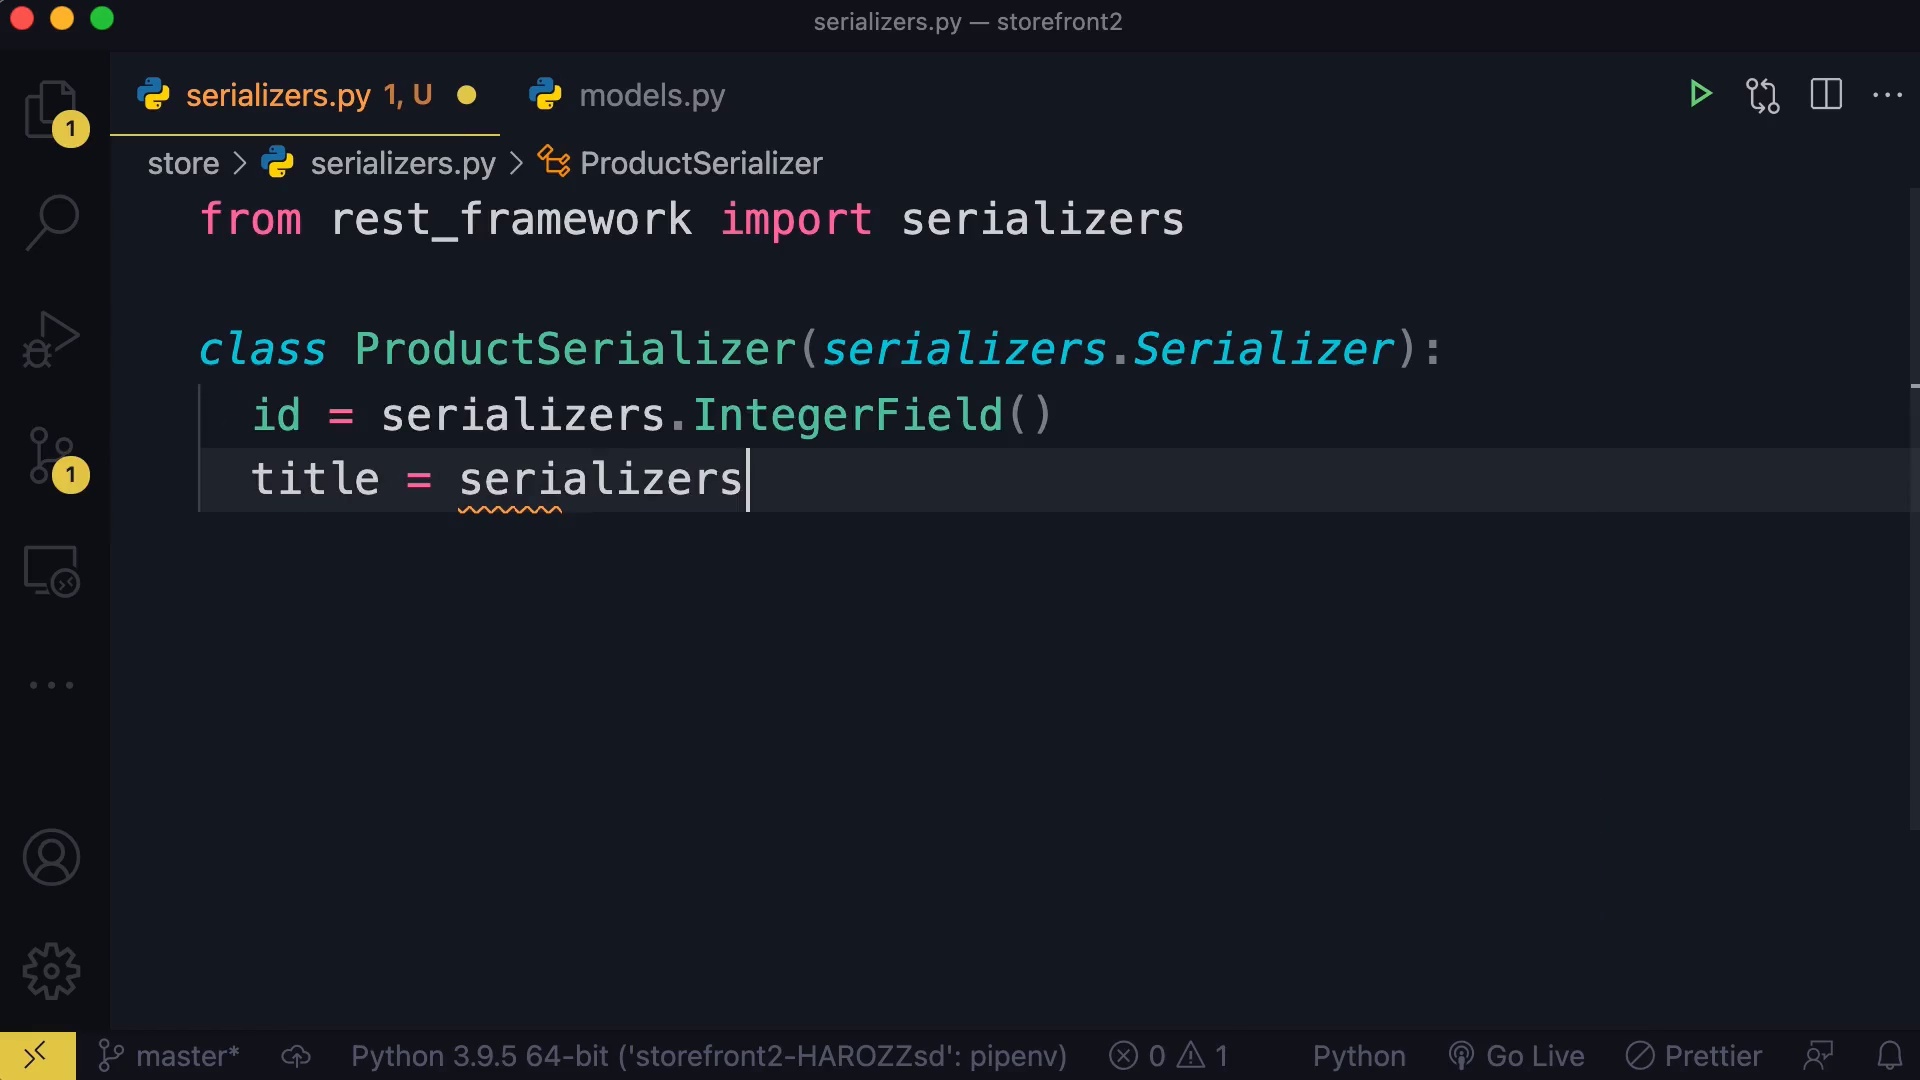 serializers.py — storefront2
serializers.py 1, U models.py
store > serializers.py > ProductSerializer
from rest_framework import serializers
class ProductSerializer(serializers.Serializer):
id = serializers.IntegerField()
title = serializers
1
1
master* Python 3.9.5 64-bit ('storefront2-HAROZZsd': pipenv) 0 1 Python Go Live Prettier